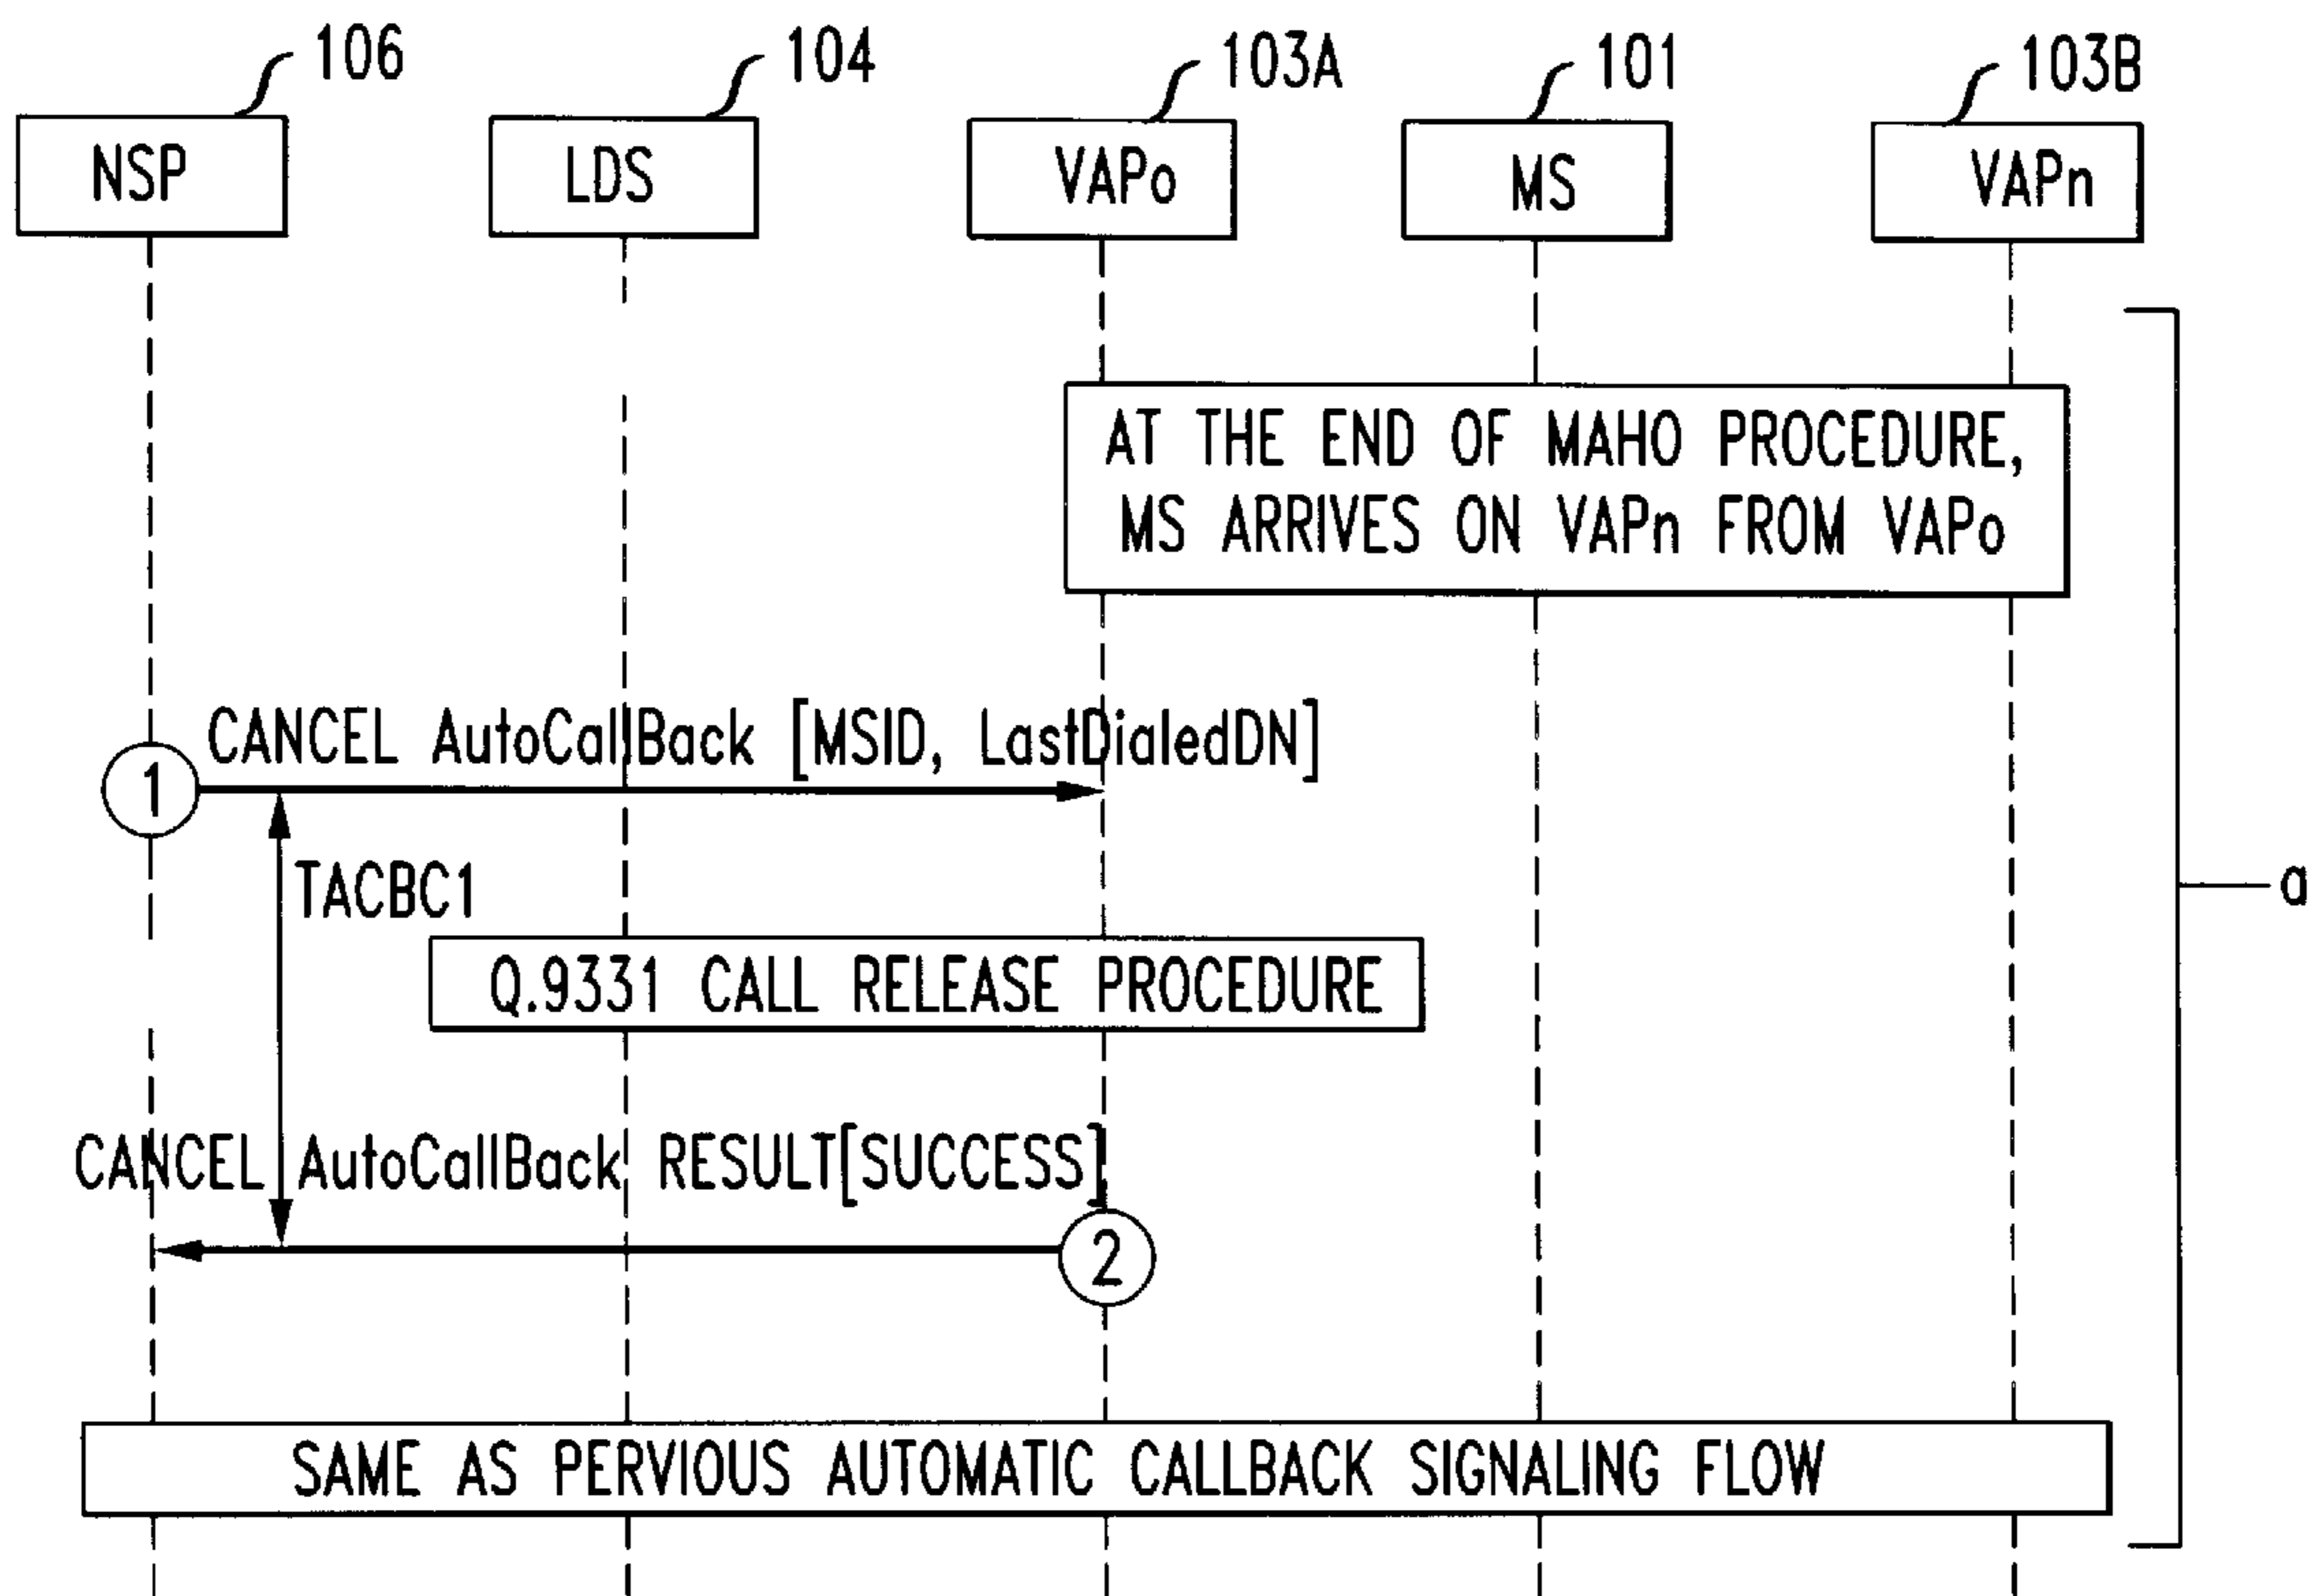 106
104
103A
101
103B
NSP
LDS
VAPo
MS
VAPn
AT THE END OF MAHO PROCEDURE,
MS ARRIVES ON VAPn FROM VAPo
CANCEL AutoCallBack [MSID, LastDialedDN]
1
TACBC1
a
Q.9331 CALL RELEASE PROCEDURE
CANCEL AutoCallBack RESULT[SUCCESS]
2
SAME AS PERVIOUS AUTOMATIC CALLBACK SIGNALING FLOW